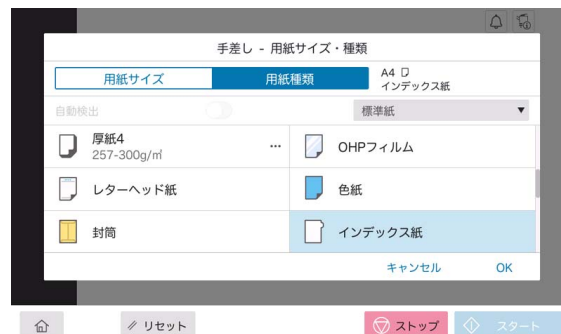 手差し - 用紙サイズ・種類
用紙サイズ
用紙種類
A4
インデックス紙
自動検出
標準紙
厚紙4
257-300g/㎡
...
OHPフィルム
レターヘッド紙
色紙
封筒
インデックス紙
キャンセル
OK
リセット
ストップ
スタート